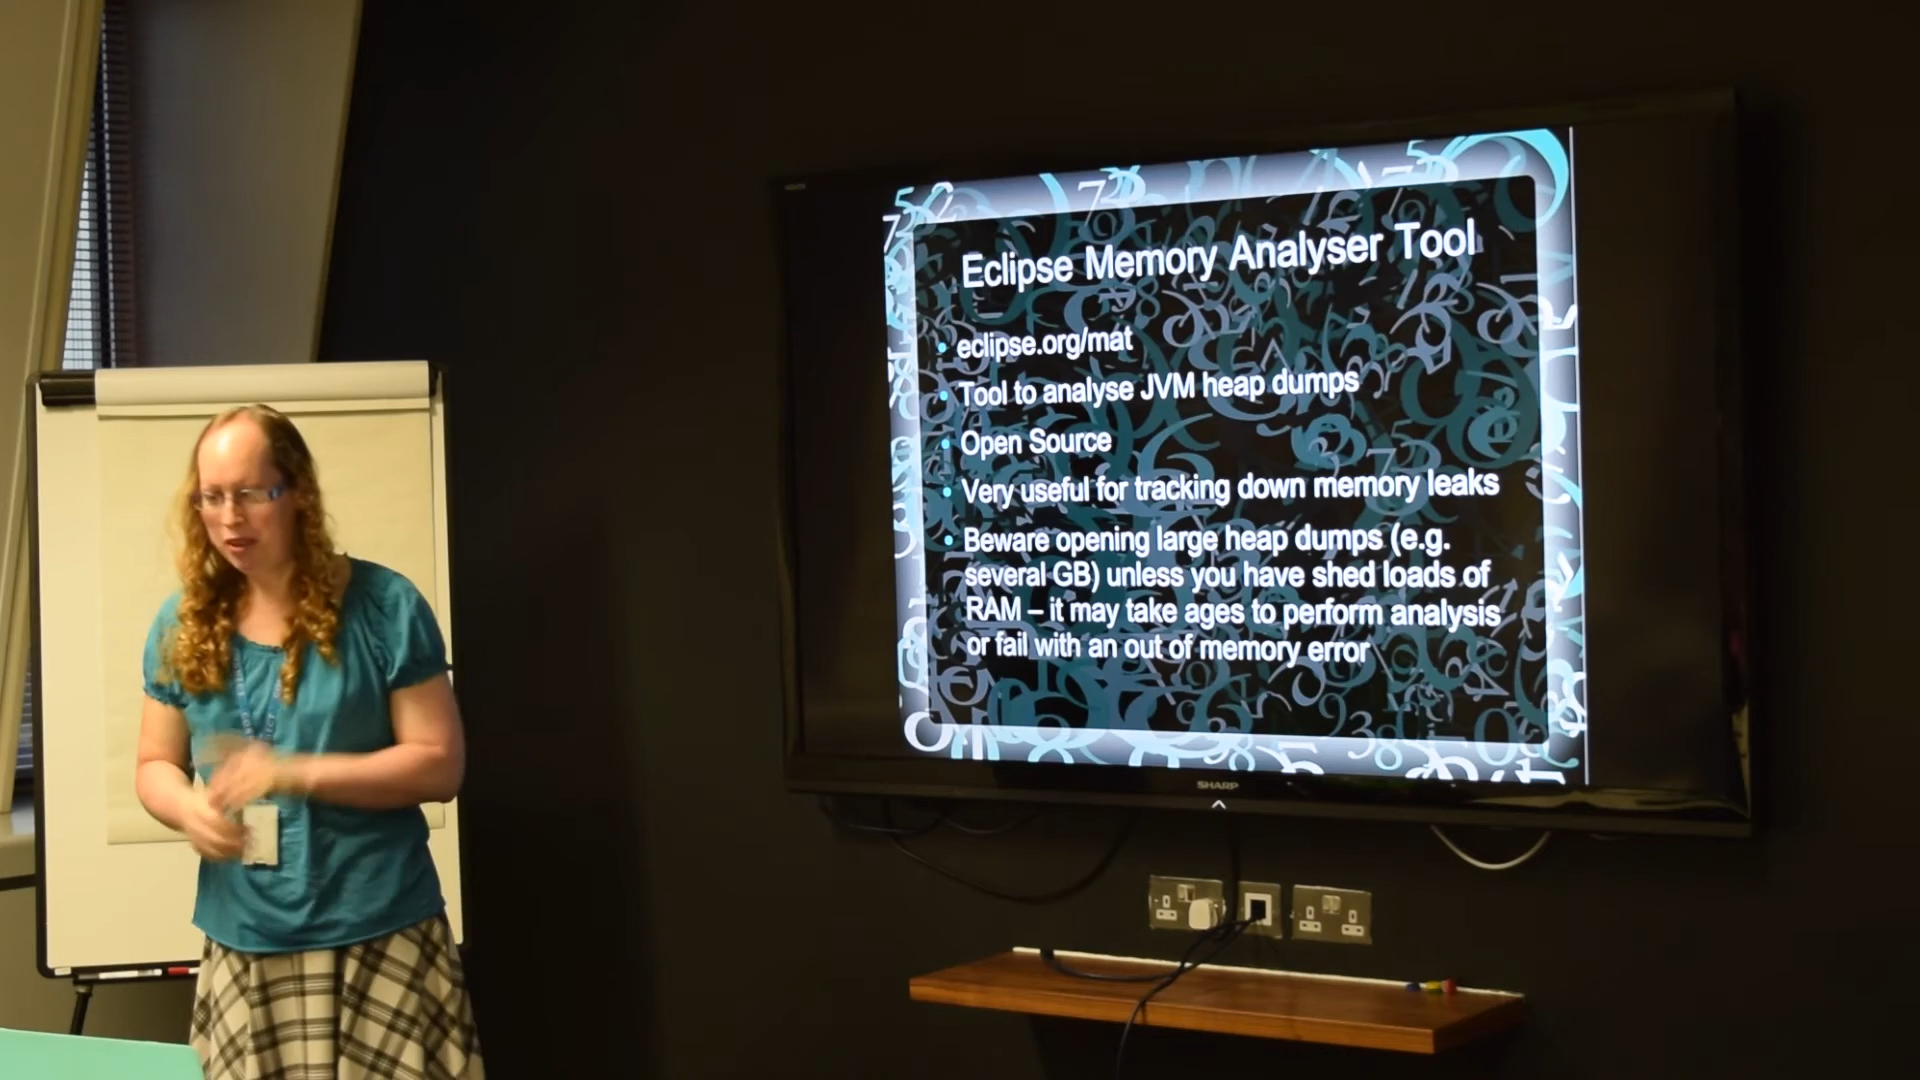 Eclipse Memory Analyser Tool
eclipse.org/mat
Tool to analyse JVM heap dumps
Open Source
Very useful for tracking down memory leaks
Beware opening large heap dumps (e.g.
several GB) unless you have shed loads of
RAM – it may take ages to perform analysis
or fail with an out of memory error
SHARP